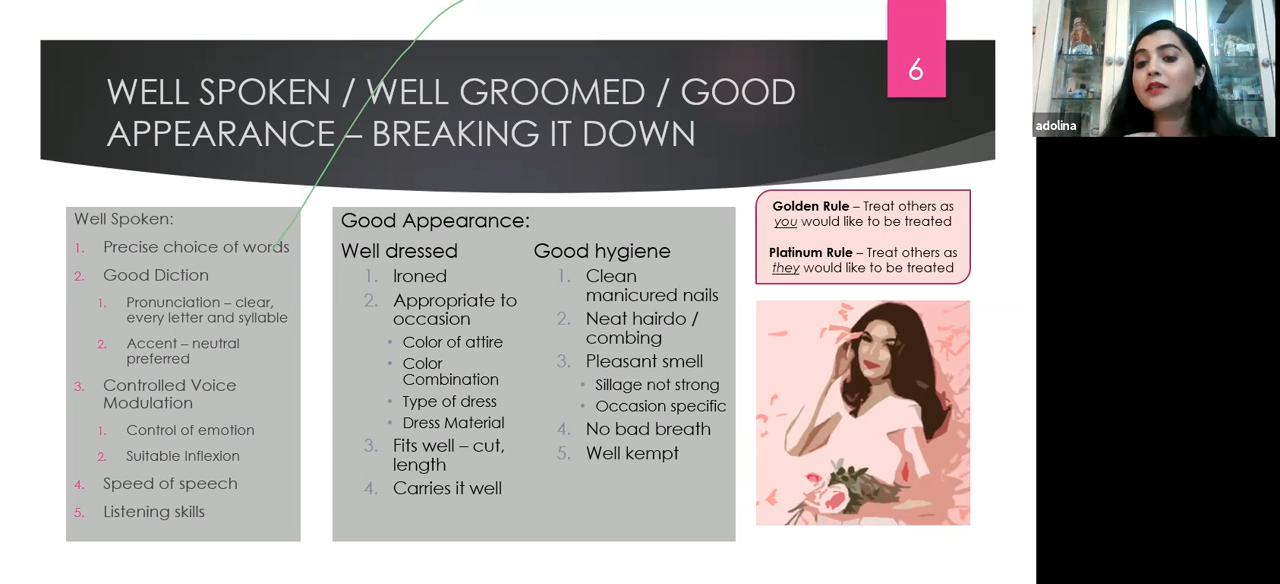 WELL SPOKEN / WELL GROOMED / GOOD
APPEARANCE – BREAKING IT DOWN
6
adolina
Well Spoken:
1. Precise choice of words
2. Good Diction
1. Pronunciation – clear,
every letter and syllable
2. Accent – neutral
preferred
3. Controlled Voice
Modulation
1. Control of emotion
2. Suitable Inflexion
4. Speed of speech
5. Listening skills
Good Appearance:
Well dressed
1. Ironed
2. Appropriate to
occasion
• Color of attire
• Color
Combination
• Type of dress
• Dress Material
3. Fits well – cut,
length
4. Carries it well
Good hygiene
1. Clean
manicured nails
2. Neat hairdo /
combing
3. Pleasant smell
• Sillage not strong
• Occasion specific
4. No bad breath
5. Well kempt
Golden Rule – Treat others as
you would like to be treated
Platinum Rule – Treat others as
they would like to be treated